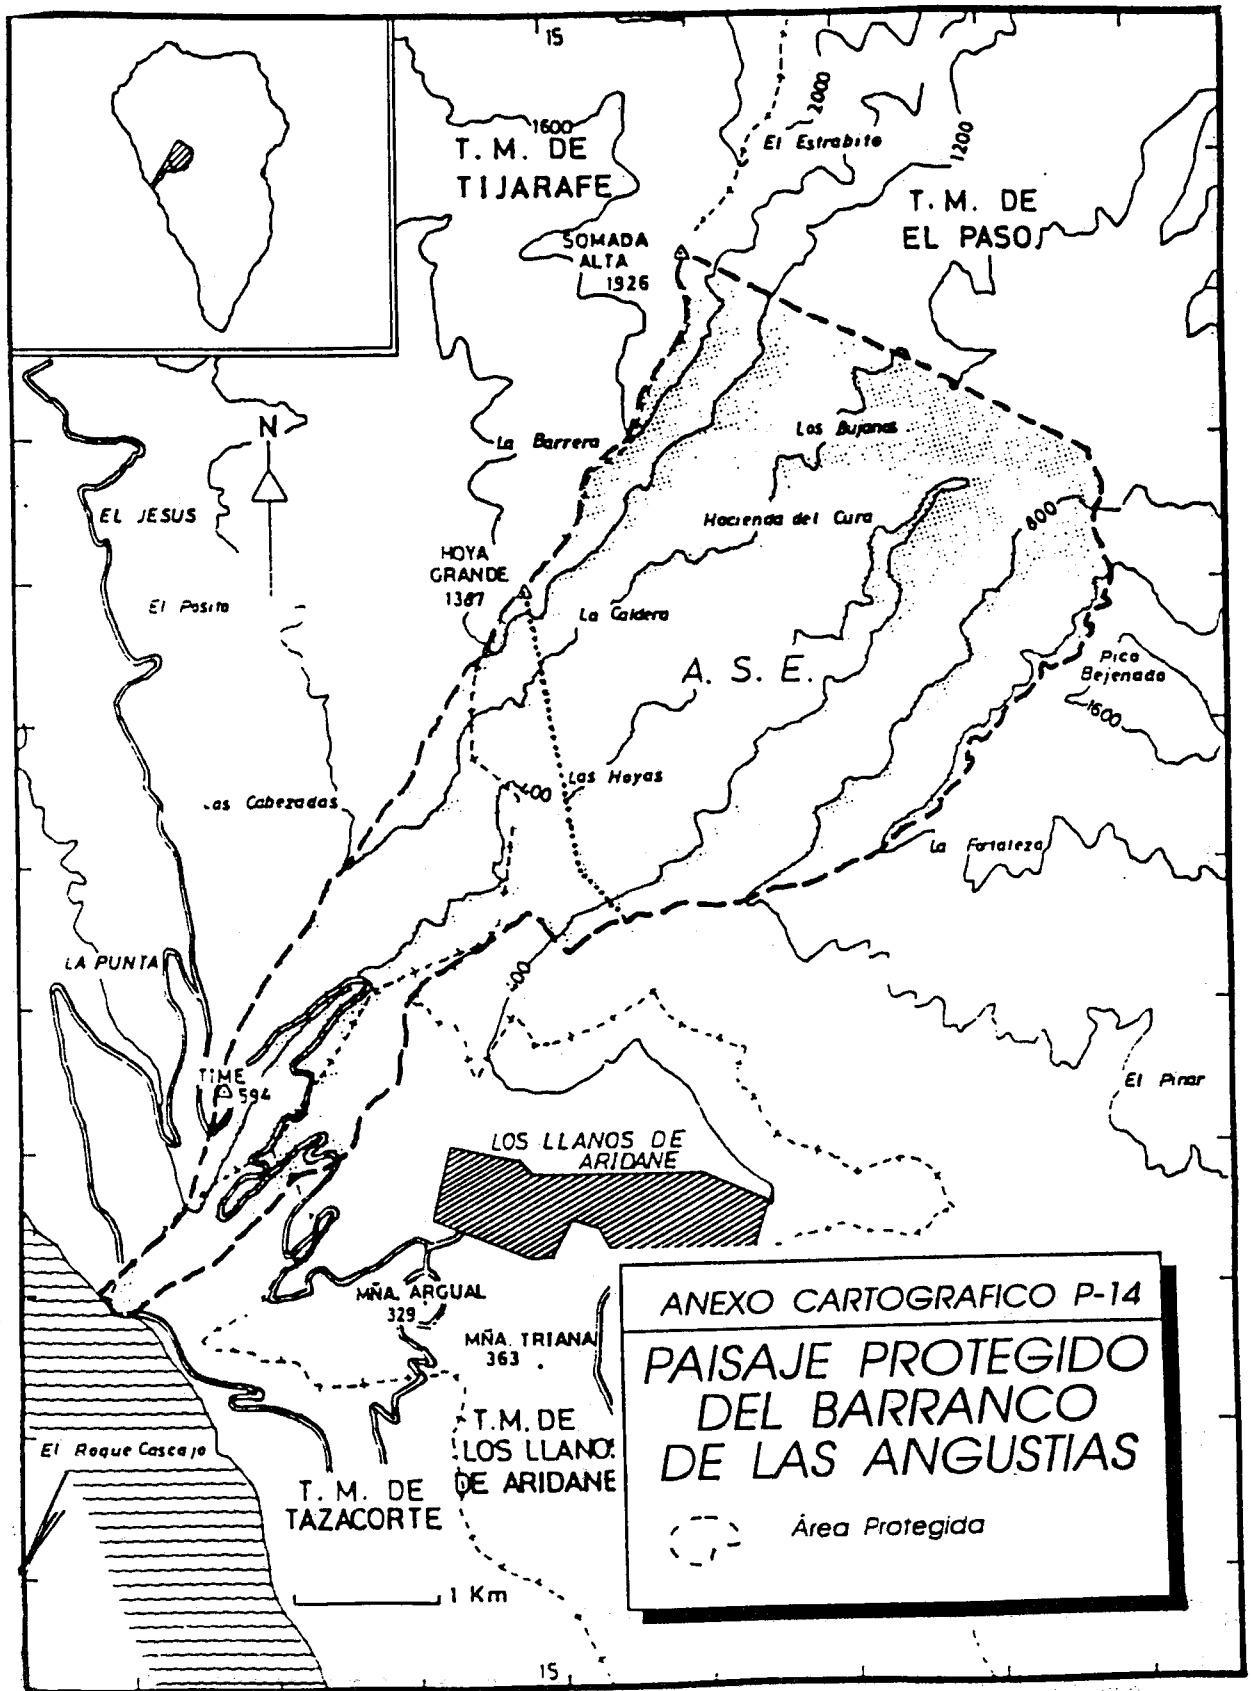 15
1600
T. M. DE
TIJARAFE
2000
El Estrabito
1200
T. M. DE
EL PASO
SOMADA
ALTA
1926
La Barrera
Los Bujanas
N
EL JESUS
Hacienda del Cura
800
HOYA
GRANDE
1387
El Posito
La Caldera
A. S. E.
Pico
Bejenado
1600
Las Hoyas
400
as Cabezadas
La Fortaleza
LA PUNTA
400
TIME
594
El Pinar
LOS LLANOS DE
ARIDANE
MÑA. ARGUAL
329
MÑA. TRIANA
363
T.M. DE
LOS LLANOS
DE ARIDANE
El Roque Cascajo
T. M. DE
TAZACORTE
1 Km
15
ANEXO CARTOGRAFICO P-14
PAISAJE PROTEGIDO
DEL BARRANCO
DE LAS ANGUSTIAS
Área Protegida